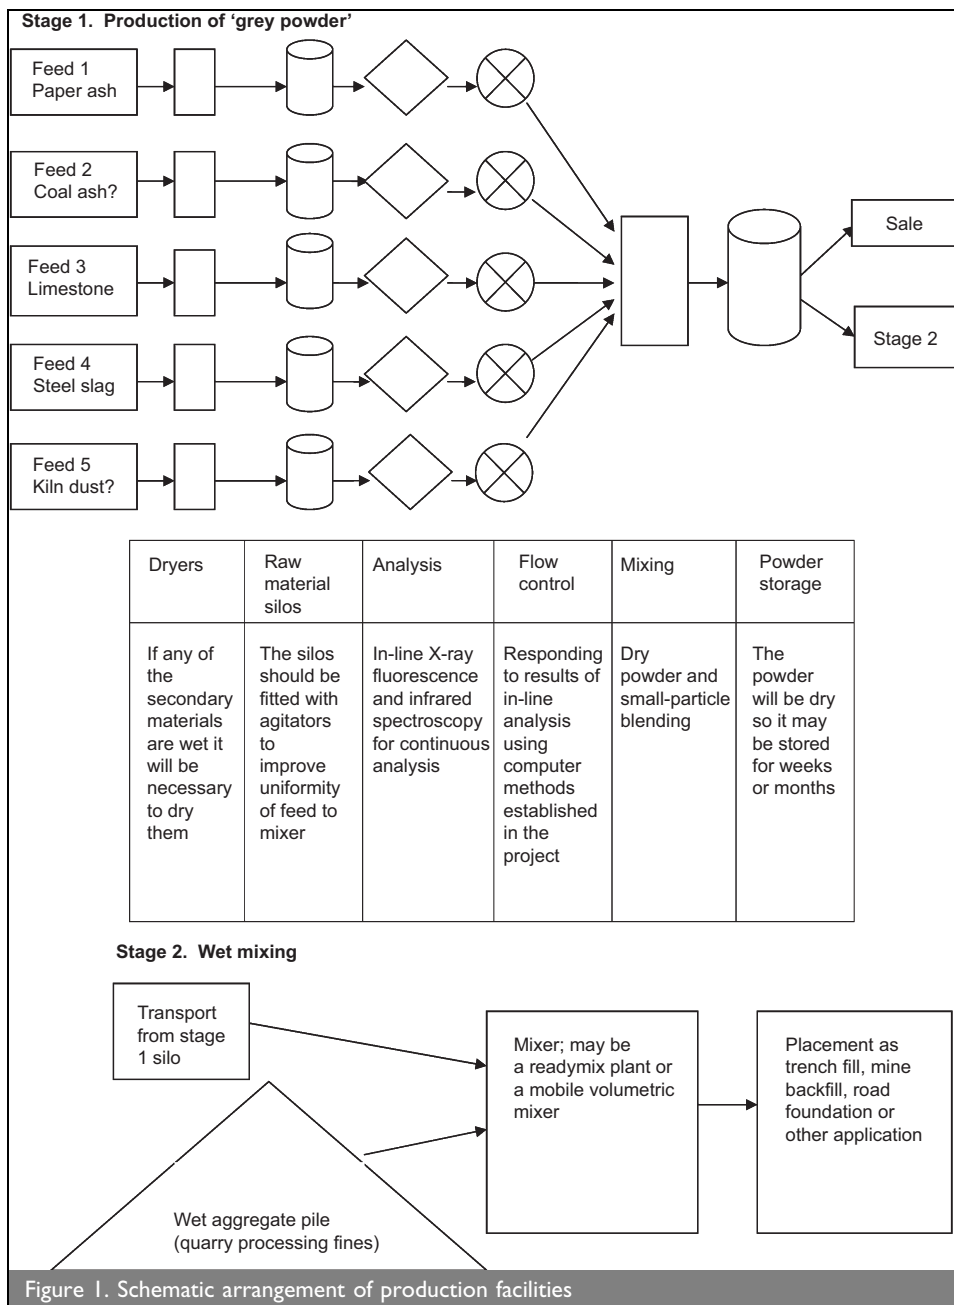 Stage 1. Production of ‘grey powder’
Feed 1
Paper ash
Feed 2
Coal ash?
Feed 3
Limestone
Feed 4
Steel slag
Feed 5
Kiln dust?
Sale
Stage 2
Dryers
Raw
material
silos
Analysis
Flow
control
Mixing
Powder
storage
If any of
the
secondary
materials
are wet it
will be
necessary
to dry
them
The silos
should be
fitted with
agitators
to
improve
uniformity
of feed to
mixer
In-line X-ray
fluorescence
and infrared
spectroscopy
for continuous
analysis
Responding
to results of
in-line
analysis
using
computer
methods
established
in the
project
Dry
powder and
small-particle
blending
The
powder
will be dry
so it may
be stored
for weeks
or months
Stage 2. Wet mixing
Transport
from stage
1 silo
Wet aggregate pile
(quarry processing fines)
Mixer; may be
a readymix plant or
a mobile volumetric
mixer
Placement as
trench fill, mine
backfill, road
foundation or
other application
Figure 1. Schematic arrangement of production facilities